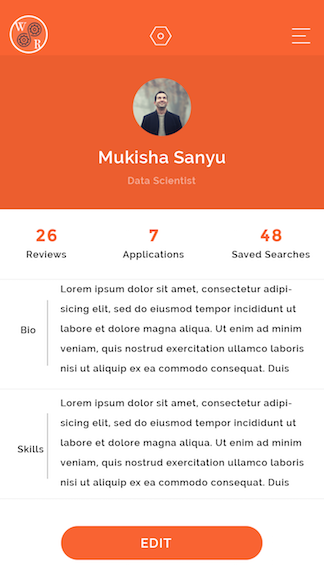 W
R
Mukisha Sanyu
Data Scientist
26
7
48
Reviews
Applications
Saved Searches
Bio
Lorem ipsum dolor sit amet, consectetur adipi-
cing elit, sed do eiusmod tempor incididunt ut
labore et dolore magna aliqua. Ut enim ad minim
veniam, quis nostrud exercitation ullamco laboris
nisi ut aliquip ex ea commodo consequat. Duis
Skills
Lorem ipsum dolor sit amet, consectetur adipi-
cing elit, sed do eiusmod tempor incididunt ut
labore et dolore magna aliqua. Ut enim ad minim
veniam, quis nostrud exercitation ullamco laboris
nisi ut aliquip ex ea commodo consequat. Duis
EDIT